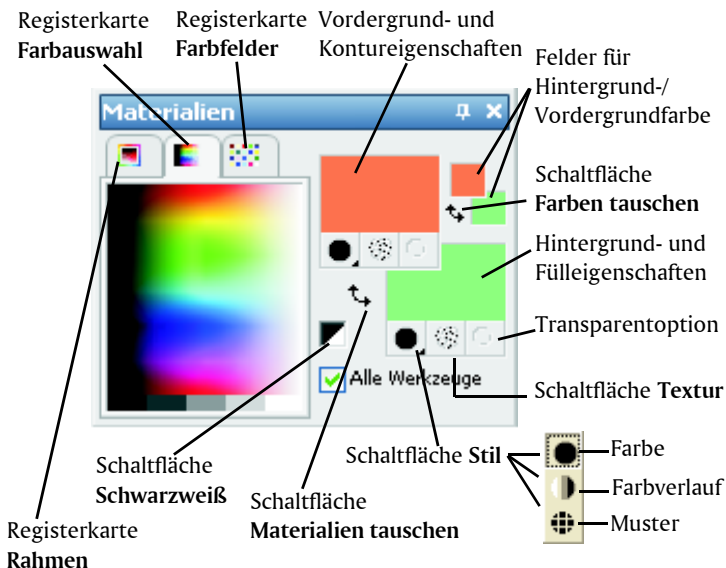 Registerkarte
Farbauswahl
Registerkarte
Farbfelder
Vordergrund- und
Kontureigenschaften
Felder für
Hintergrund-/
Vordergrundfarbe
Materialien
Schaltfläche
Farben tauschen
Hintergrund- und
Fülleigenschaften
Transparentoption
Alle Werkzeuge
Schaltfläche Textur
Schaltfläche Stil
Farbe
Farbverlauf
Muster
Schaltfläche
Schwarzweiß
Schaltfläche
Materialien tauschen
Registerkarte
Rahmen